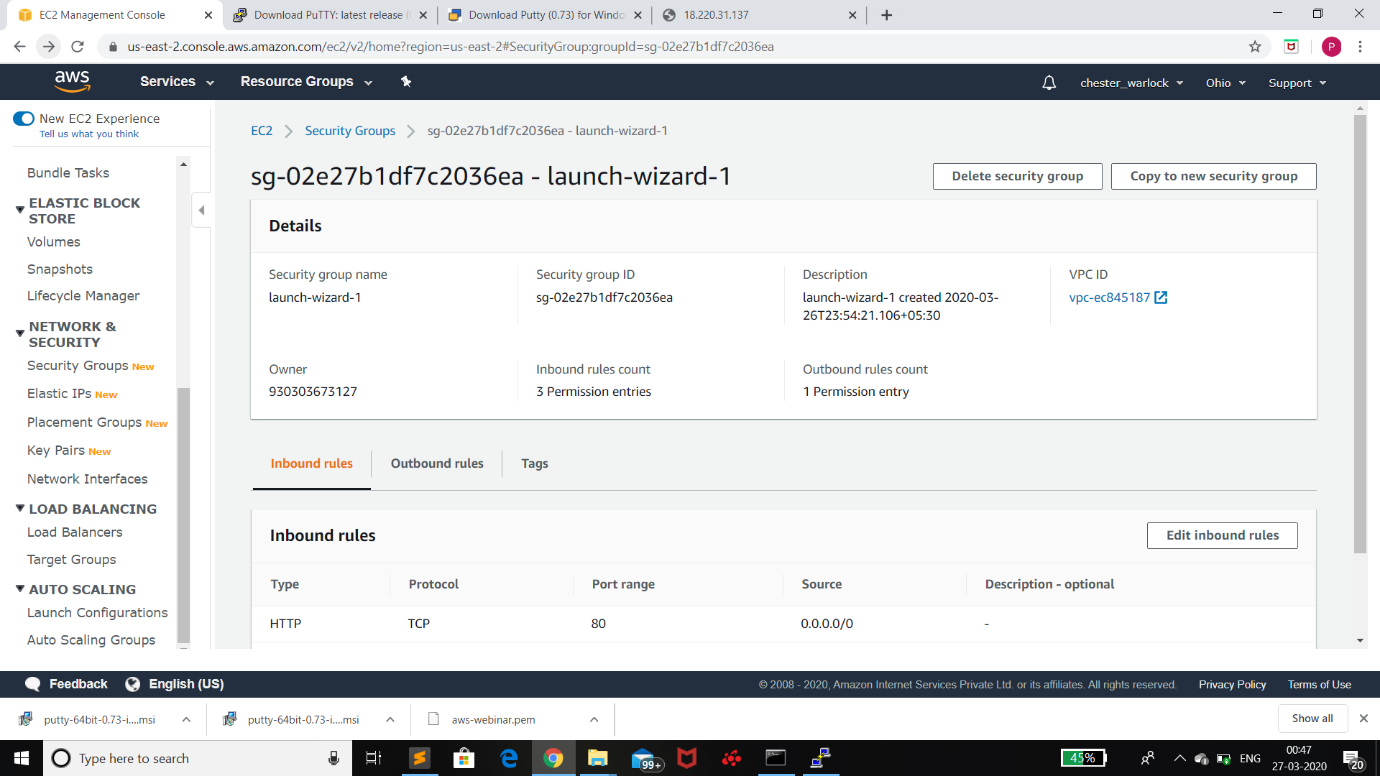 EC2 Management Console
Download PuTTY: latest release (
Download Putty (0.73) for Windo
18.220.31.137
us-east-2.console.aws.amazon.com/ec2/v2/home?region=us-east-2#SecurityGroup:groupId=sg-02e27b1df7c2036ea
P
aws
Services
Resource Groups
chester_warlock
Ohio
Support
New EC2 Experience
Tell us what you think
Bundle Tasks
ELASTIC BLOCK
STORE
Volumes
Snapshots
Lifecycle Manager
NETWORK &
SECURITY
Security Groups New
Elastic IPs New
Placement Groups New
Key Pairs New
Network Interfaces
LOAD BALANCING
Load Balancers
Target Groups
AUTO SCALING
Launch Configurations
Auto Scaling Groups
EC2 > Security Groups > sg-02e27b1df7c2036ea - launch-wizard-1
sg-02e27b1df7c2036ea - launch-wizard-1
Delete security group
Copy to new security group
Details
Security group name
launch-wizard-1
Security group ID
sg-02e27b1df7c2036ea
Description
launch-wizard-1 created 2020-03-
26T23:54:21.106+05:30
VPC ID
vpc-ec845187
Owner
930303673127
Inbound rules count
3 Permission entries
Outbound rules count
1 Permission entry
Inbound rules
Outbound rules
Tags
Inbound rules
Edit inbound rules
Type Protocol Port range Source Description - optional
HTTP TCP 80 0.0.0.0/0 -
Feedback
English (US)
© 2008 - 2020, Amazon Internet Services Private Ltd. or its affiliates. All rights reserved.
Privacy Policy
Terms of Use
putty-64bit-0.73-i....msi
putty-64bit-0.73-i....msi
aws-webinar.pem
Show all
Type here to search
99+
45%
ENG
00:47
27-03-2020
20